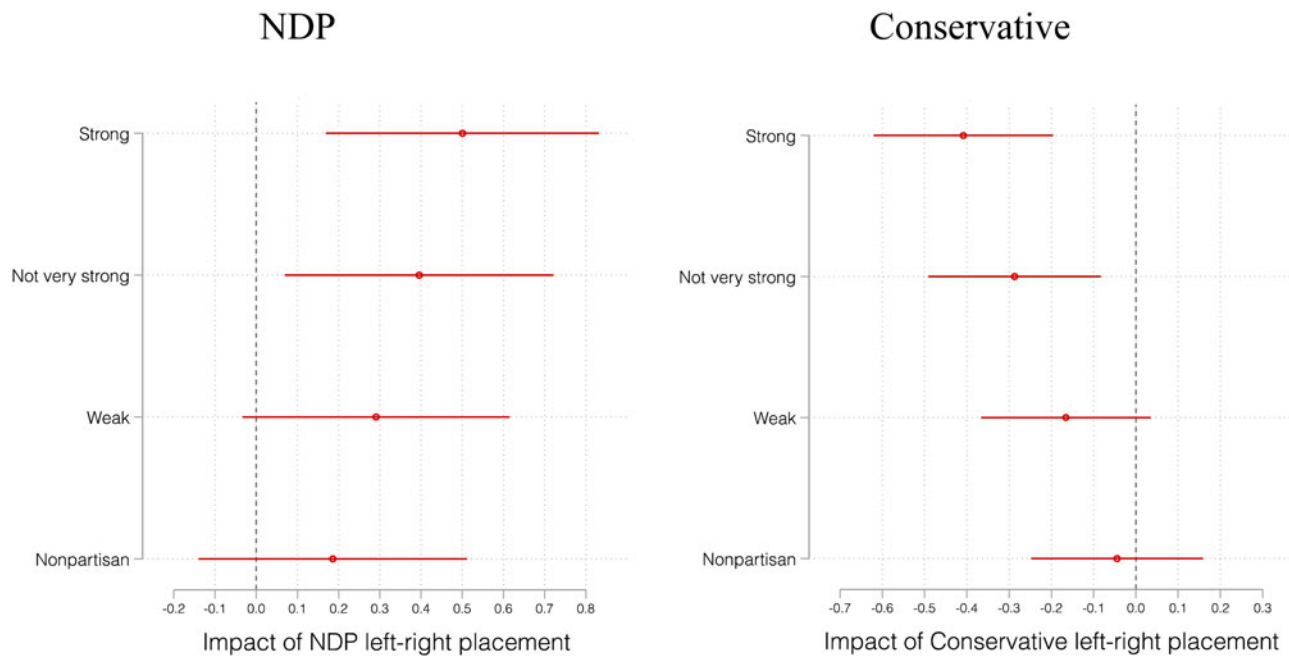 NDP
Strong
Not very strong
Weak
Nonpartisan
-0.2 -0.1 0.0 0.1 0.2 0.3 0.4 0.5 0.6 0.7 0.8
Impact of NDP left-right placement
Conservative
Strong
Not very strong
Weak
Nonpartisan
-0.7 -0.6 -0.5 -0.4 -0.3 -0.2 -0.1 0.0 0.1 0.2 0.3
Impact of Conservative left-right placement